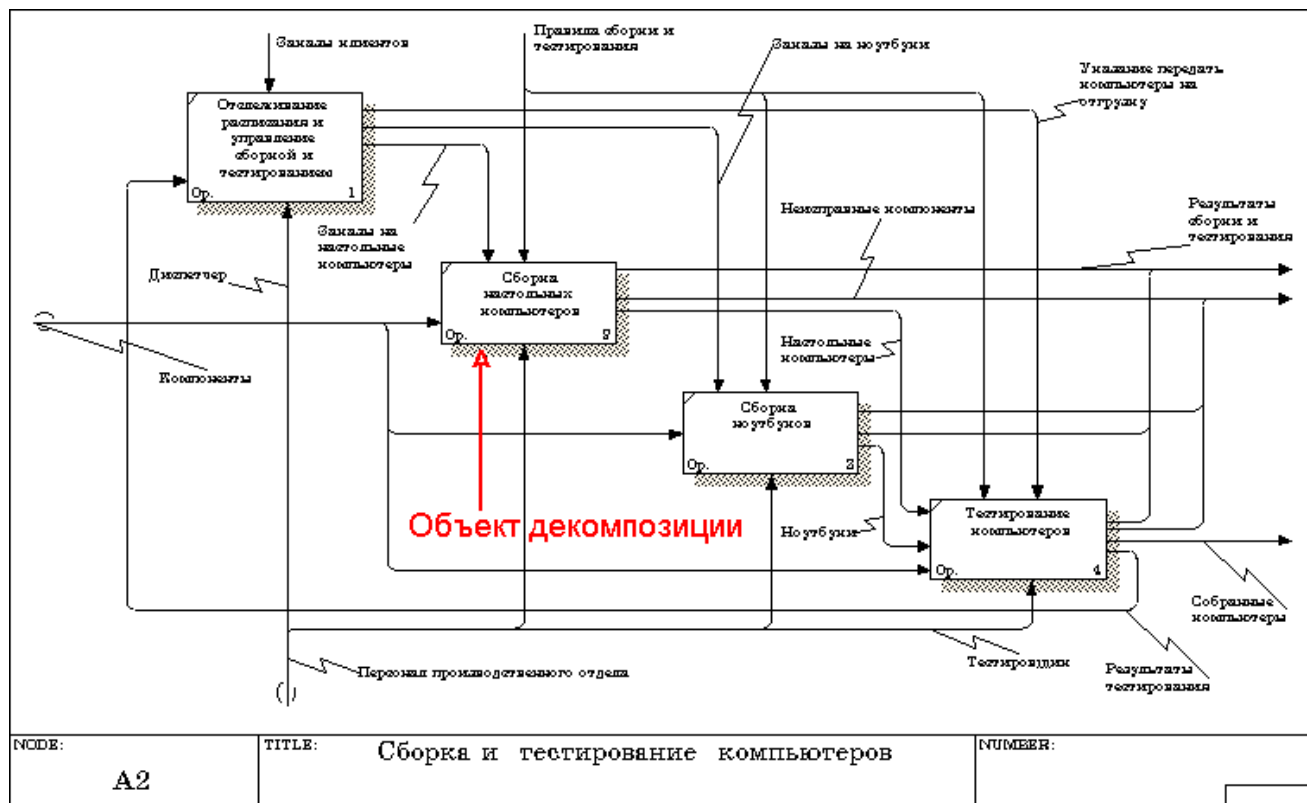 Заказы клиентов
Правила сборки и
тестирования
Заказы на ноутбуки
Указание передать
компьютеры на
отгрузку
Отслеживание
расписания и
управление
сборкой и
тестированием
Ор.
1
Заказы на
настольные
компьютеры
Неисправные компоненты
Результаты
сборки и
тестирования
Диспетчер
Сборка
настольных
компьютеров
Ор.
2
Компоненты
Настольные
компьютеры
Сборка
ноутбуков
Ор.
3
Объект декомпозиции
Ноутбуки
Тестирование
компьютеров
Ор.
4
Собранные
компьютеры
Персонал производственного отдела
Тестировщик
Результаты
тестирования
NODE:
A2
TITLE:
Сборка и тестирование компьютеров
NUMBER: